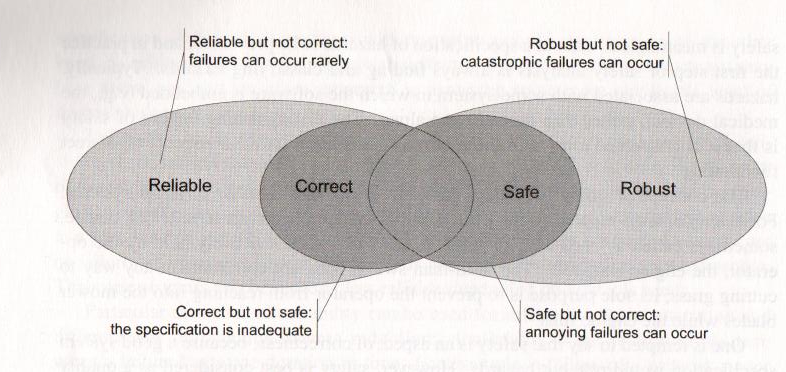 Reliable but not correct:
failures can occur rarely
Robust but not safe:
catastrophic failures can occur
Reliable
Correct
Safe
Robust
Correct but not safe:
the specification is inadequate
Safe but not correct:
annoying failures can occur